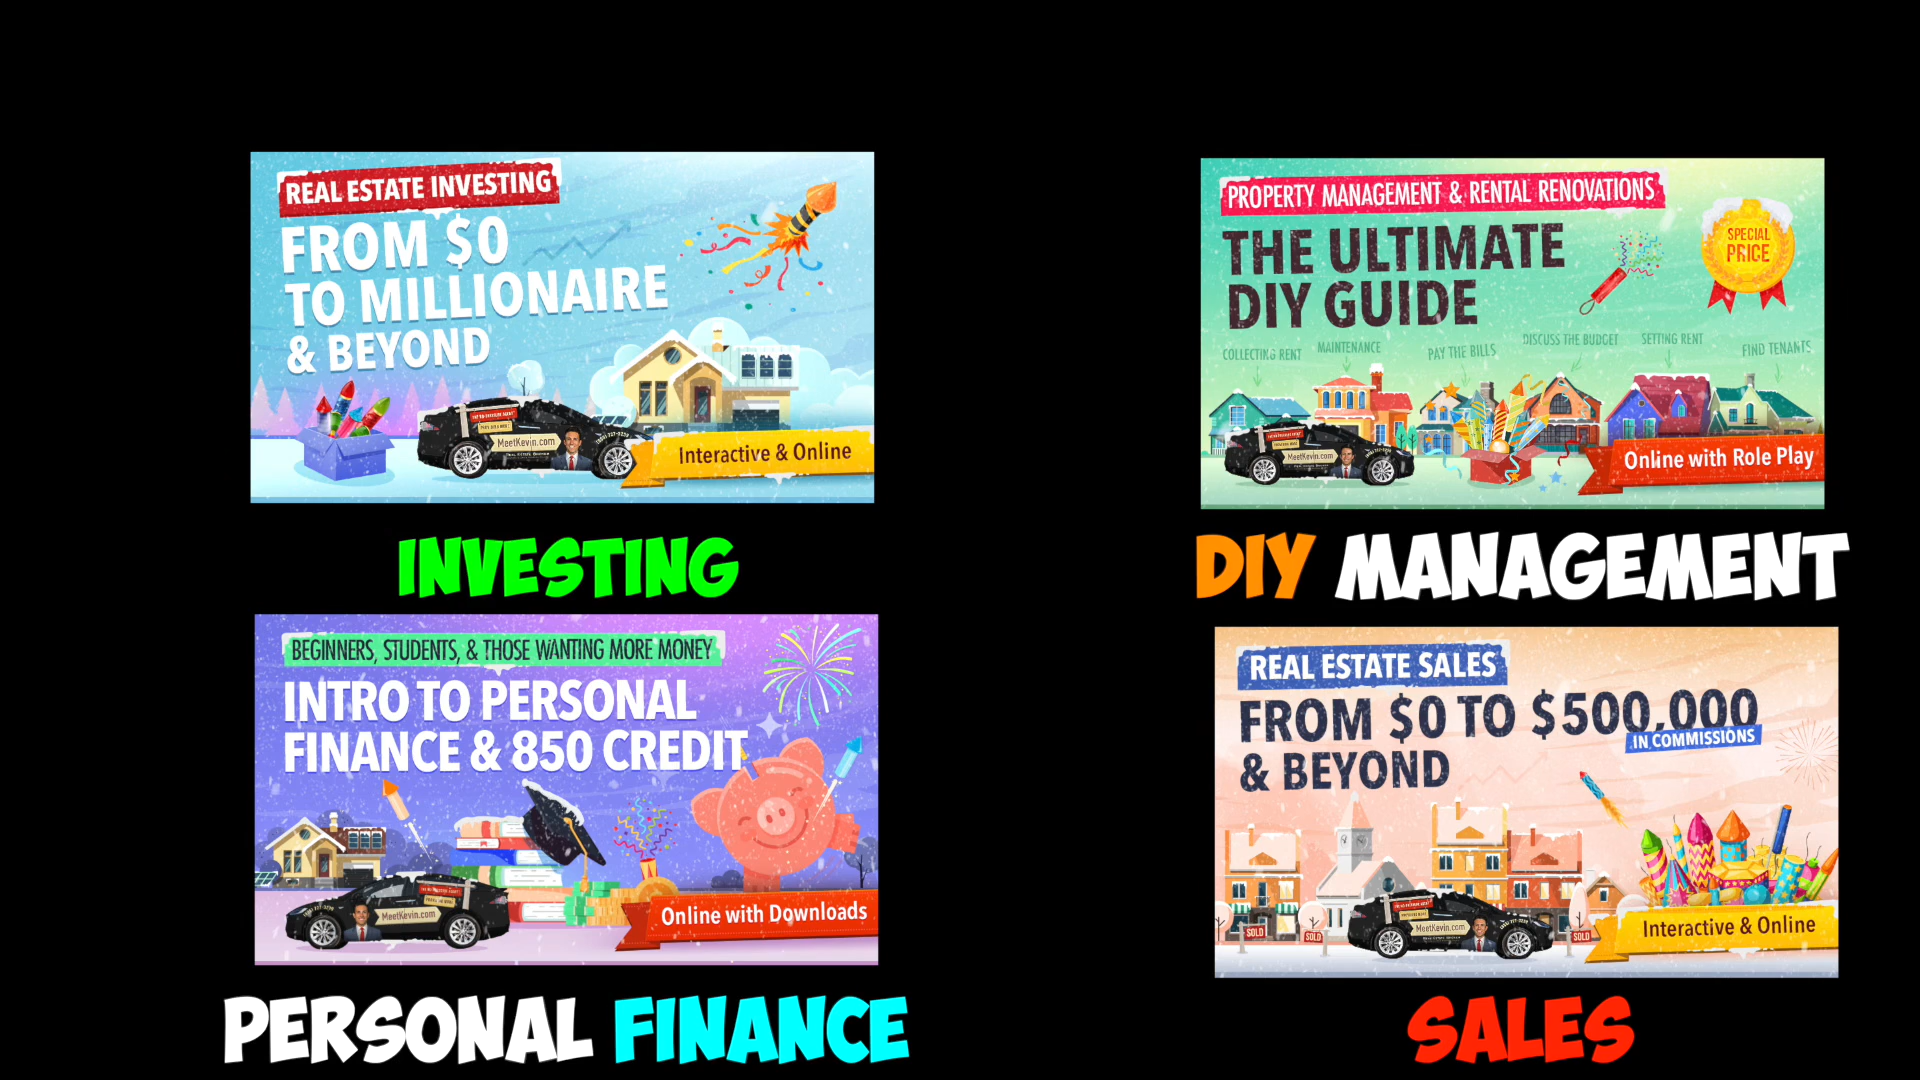 REAL ESTATE INVESTING
FROM $0
TO MILLIONAIRE
& BEYOND
MeetKevin.com
Interactive & Online
INVESTING
PROPERTY MANAGEMENT & RENTAL RENOVATIONS
THE ULTIMATE
DIY GUIDE
SPECIAL
PRICE
COLLECTING RENT
MAINTENANCE
PAY THE BILLS
DISCUSS THE BUDGET
SETTING RENT
FIND TENANTS
MeetKevin.com
Online with Role Play
DIY MANAGEMENT
BEGINNERS, STUDENTS, & THOSE WANTING MORE MONEY
INTRO TO PERSONAL
FINANCE & 850 CREDIT
MeetKevin.com
Online with Downloads
PERSONAL FINANCE
REAL ESTATE SALES
FROM $0 TO $500,000
IN COMMISSIONS
& BEYOND
SOLD
SOLD
SOLD
MeetKevin.com
Interactive & Online
SALES